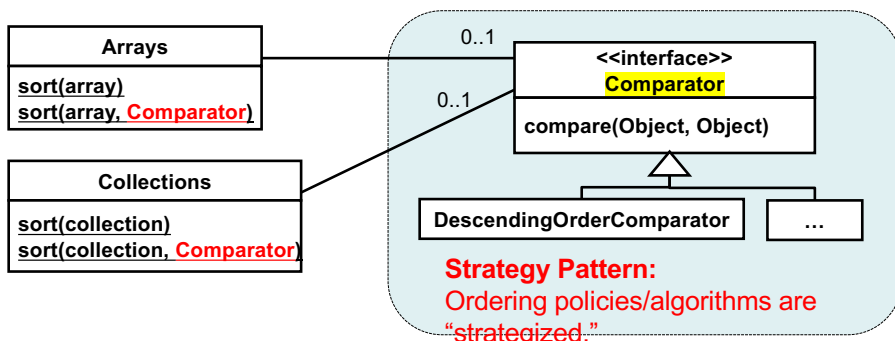 Arrays
sort(array)
sort(array, Comparator)
0..1
<<interface>>
Comparator
compare(Object, Object)
0..1
Collections
sort(collection)
sort(collection, Comparator)
DescendingOrderComparator
...
Strategy Pattern:
Ordering policies/algorithms are
“strategized.”